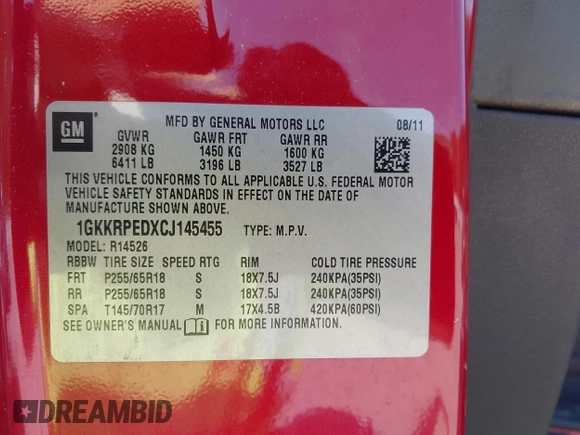 GM
MFD BY GENERAL MOTORS LLC 08/11
GVWR GAWR FRT GAWR RR
2908 KG 1450 KG 1600 KG
6411 LB 3196 LB 3527 LB
THIS VEHICLE CONFORMS TO ALL APPLICABLE U.S. FEDERAL MOTOR
VEHICLE SAFETY STANDARDS IN EFFECT ON THE DATE OF
MANUFACTURE SHOWN ABOVE.
1GKKRPEDXCJ145455 TYPE: M.P.V.
MODEL: R14526
RBBW TIRE SIZE SPEED RTG RIM COLD TIRE PRESSURE
FRT P255/65R18 S 18X7.5J 240KPA(35PSI)
RR P255/65R18 S 18X7.5J 240KPA(35PSI)
SPA T145/70R17 M 17X4.5B 420KPA(60PSI)
SEE OWNER'S MANUAL i FOR MORE INFORMATION.
DREAMBID